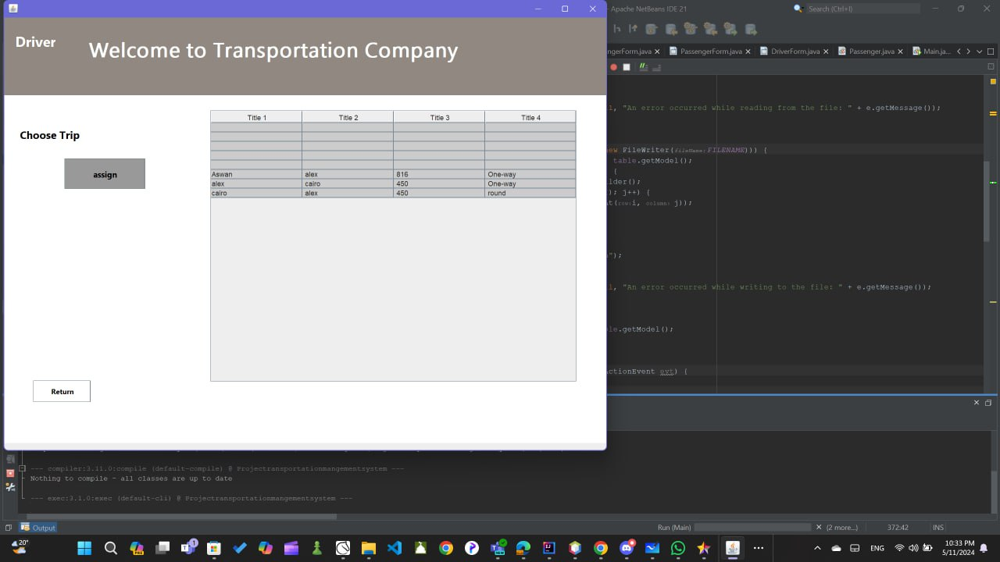 - Apache NetBeans IDE 21
Search (Ctrl+I)
Driver
Welcome to Transportation Company
ngerForm.java
PassengerForm.java
DriverForm.java
Passenger.java
Main.ja...
Choose Trip
assign
Return
Title 1 Title 2 Title 3 Title 4
Aswan alex 816 One-way
alex cairo 450 One-way
cairo alex 450 round
l, "An error occurred while reading from the file: " + e.getMessage());
ew FileWriter(fileName:FILENAME))) {
table.getModel();
{
lder();
); j++) {
t(row:i, column: j));
");
l, "An error occurred while writing to the file: " + e.getMessage());
le.getModel();
ctionEvent evt) {
--- compiler:3.11.0:compile (default-compile) @ Projectransportationmangementsystem ---
Nothing to compile - all classes are up to date
--- exec:3.1.0:exec (default-cli) @ Projectransportationmangementsystem ---
Output
Run (Main)
(2 more...)
372:42
INS
20°
1
ENG
10:33 PM
5/11/2024